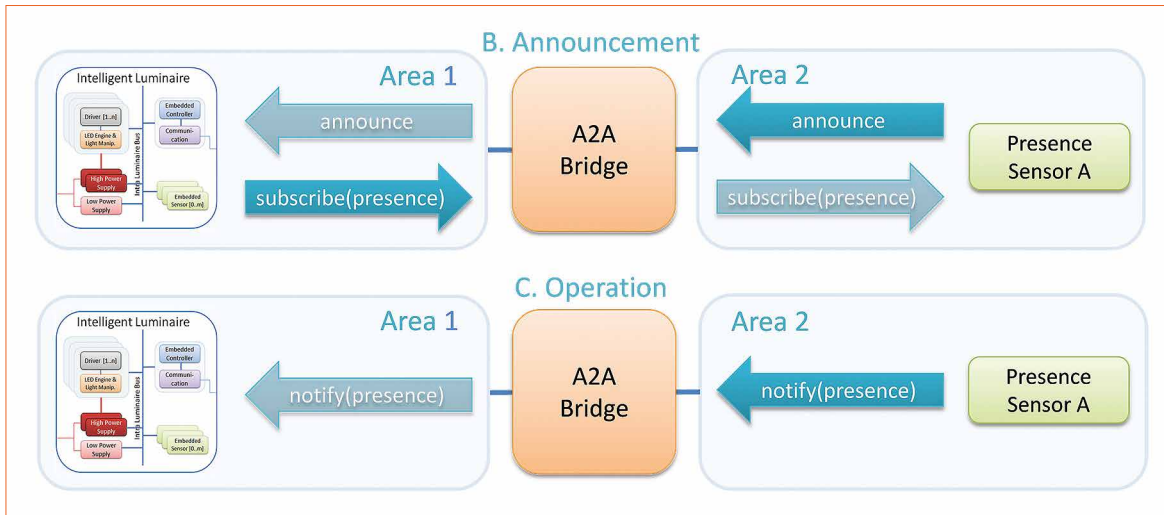 B. Announcement
Intelligent Luminaire
Area 1
Driver [1..n]
LED Engine &
Light Manip.
Embedded
Controller
Communi-
cation
Intra Luminaire Bus
High Power
Supply
Low Power
Supply
Embedded
Sensor [0..m]
announce
subscribe(presence)
A2A
Bridge
Area 2
announce
subscribe(presence)
Presence
Sensor A
C. Operation
Intelligent Luminaire
Area 1
Driver [1..n]
LED Engine &
Light Manip.
Embedded
Controller
Communi-
cation
Intra Luminaire Bus
High Power
Supply
Low Power
Supply
Embedded
Sensor [0..m]
notify(presence)
A2A
Bridge
Area 2
notify(presence)
Presence
Sensor A